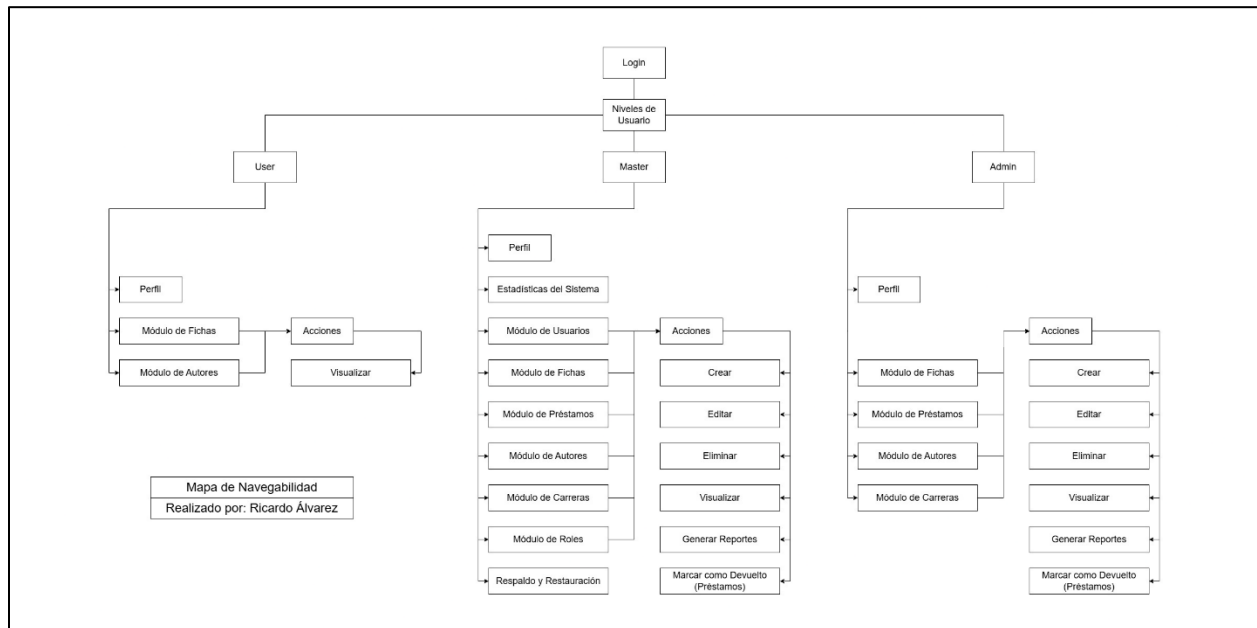 Login
Niveles de
Usuario
User
Master
Admin
Perfil
Módulo de Fichas
Módulo de Autores
Acciones
Visualizar
Perfil
Estadísticas del Sistema
Módulo de Usuarios
Módulo de Fichas
Módulo de Préstamos
Módulo de Autores
Módulo de Carreras
Módulo de Roles
Respaldo y Restauración
Acciones
Crear
Editar
Eliminar
Visualizar
Generar Reportes
Marcar como Devuelto
(Préstamos)
Perfil
Módulo de Fichas
Módulo de Préstamos
Módulo de Autores
Módulo de Carreras
Acciones
Crear
Editar
Eliminar
Visualizar
Generar Reportes
Marcar como Devuelto
(Préstamos)
Mapa de Navegabilidad
Realizado por: Ricardo Álvarez